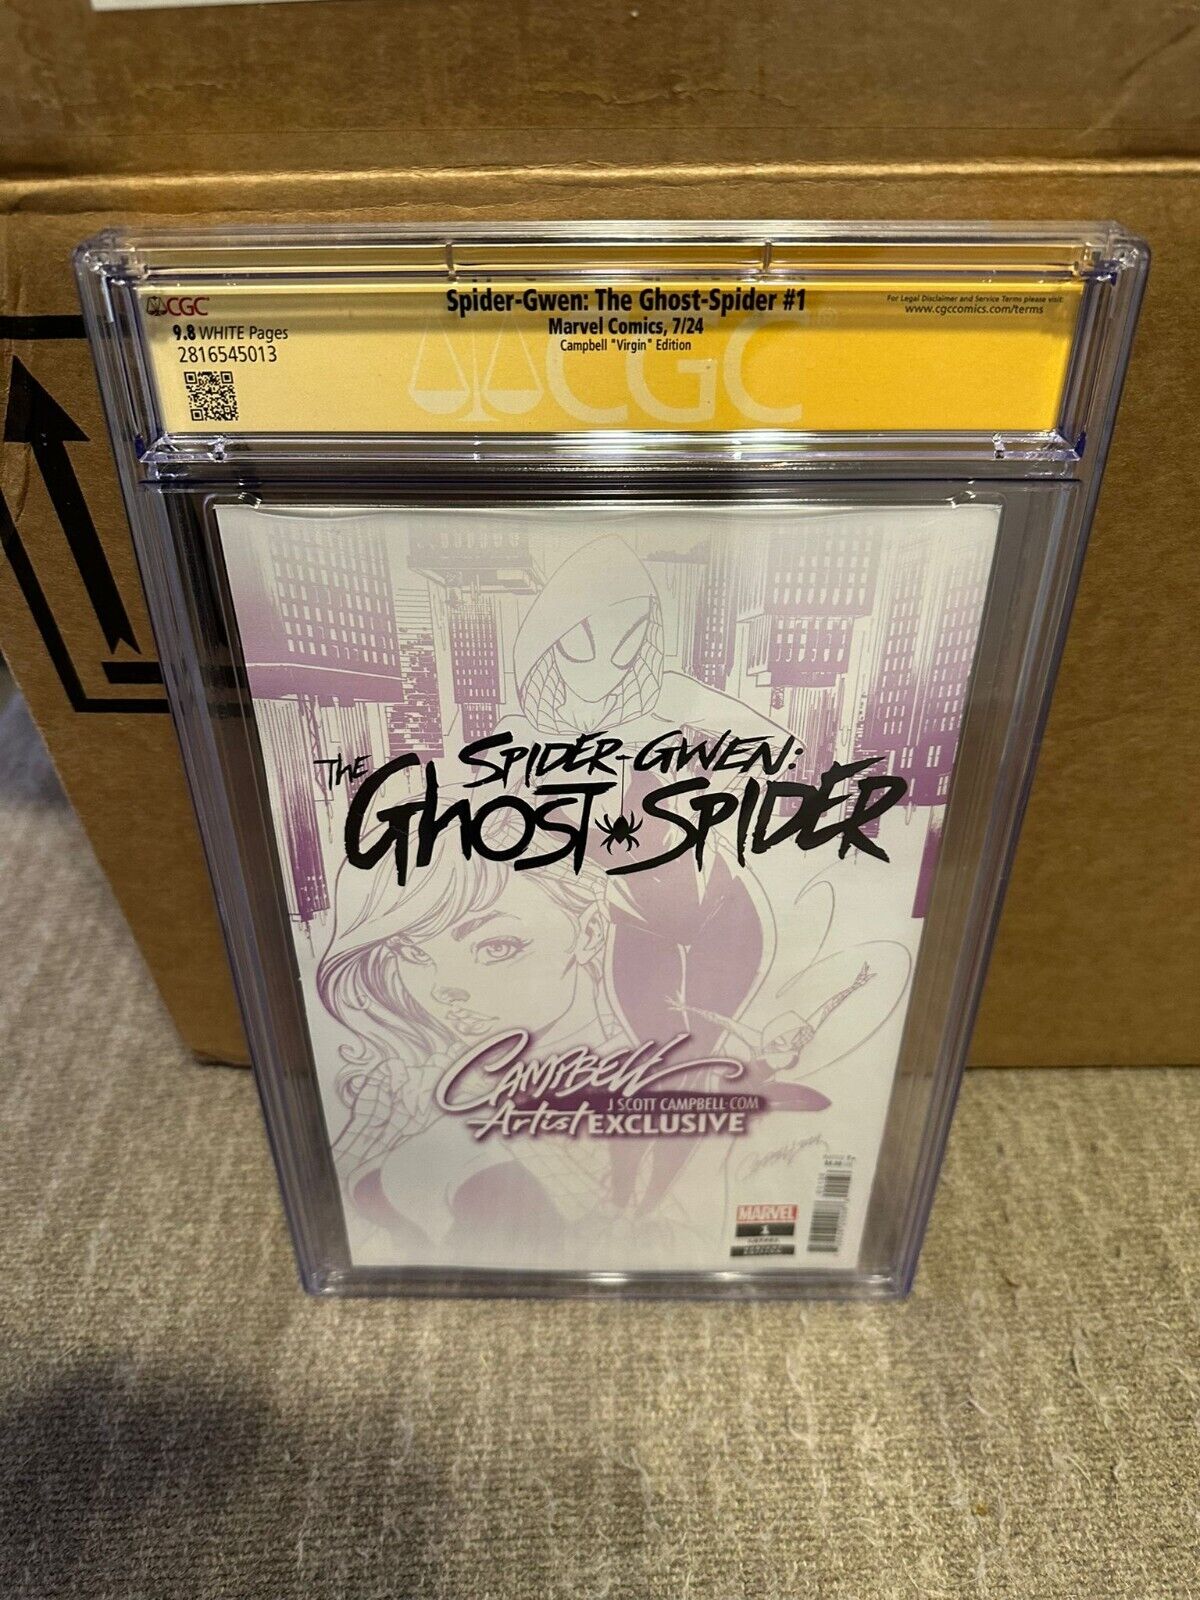 CGC
9.8 WHITE Pages
2816545013
Spider-Gwen: The Ghost-Spider #1
Marvel Comics, 7/24
Campbell "Virgin" Edition
For Legal Disclaimer and Service Terms please visit:
www.cgccomics.com/terms
CGC
SPIDER-GWEN:
THE GHOST SPIDER
CAMPBELL
J SCOTT CAMPBELL·COM
Artist EXCLUSIVE
MARVEL
1